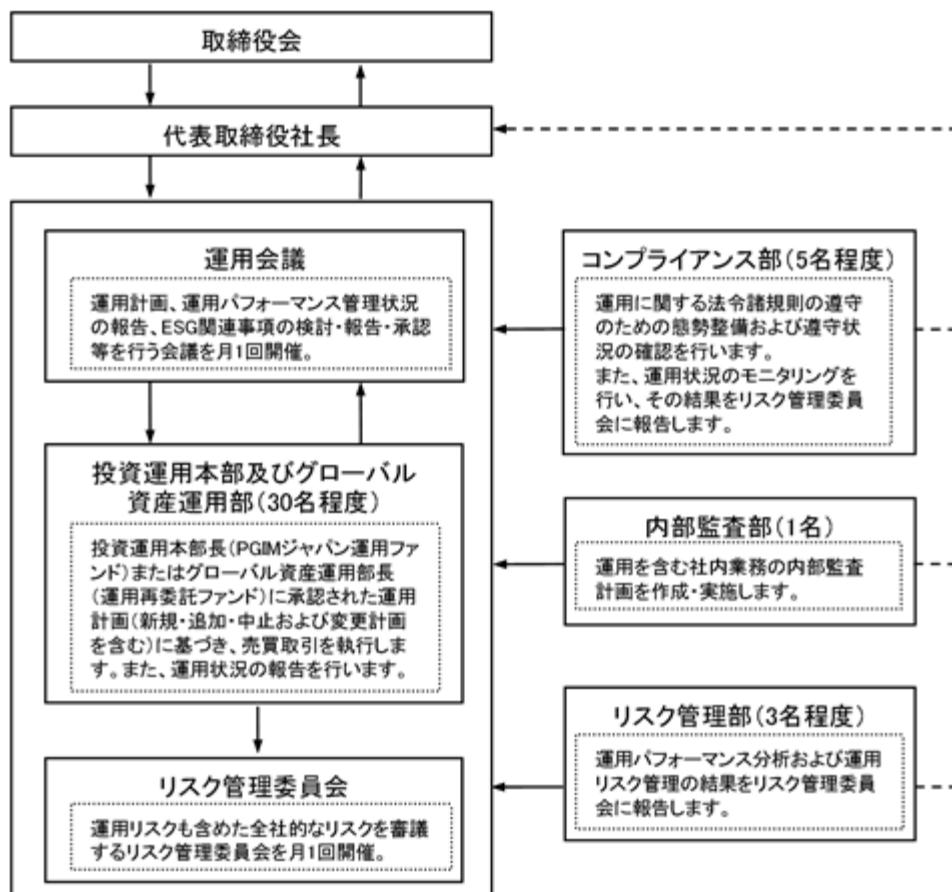 取締役会
代表取締役社長
運用会議
運用計画、運用パフォーマンス管理状況
の報告、ESG関連事項の検討・報告・承認
等を行う会議を月1回開催。
投資運用本部及びグローバル
資産運用部(30名程度)
投資運用本部長(PGIMジャパン運用ファ
ンド)またはグローバル資産運用部長
(運用再委託ファンド)に承認された運用
計画(新規・追加・中止および変更計画
を含む)に基づき、売買取引を執行しま
す。また、運用状況の報告を行います。
リスク管理委員会
運用リスクも含めた全社的なリスクを審議
するリスク管理委員会を月1回開催。
コンプライアンス部(5名程度)
運用に関する法令諸規則の遵守
のための態勢整備および遵守状
況の確認を行います。
また、運用状況のモニタリングを
行い、その結果をリスク管理委員
会に報告します。
内部監査部(1名)
運用を含む社内業務の内部監査
計画を作成・実施します。
リスク管理部(3名程度)
運用パフォーマンス分析および運用
リスク管理の結果をリスク管理委員
会に報告します。